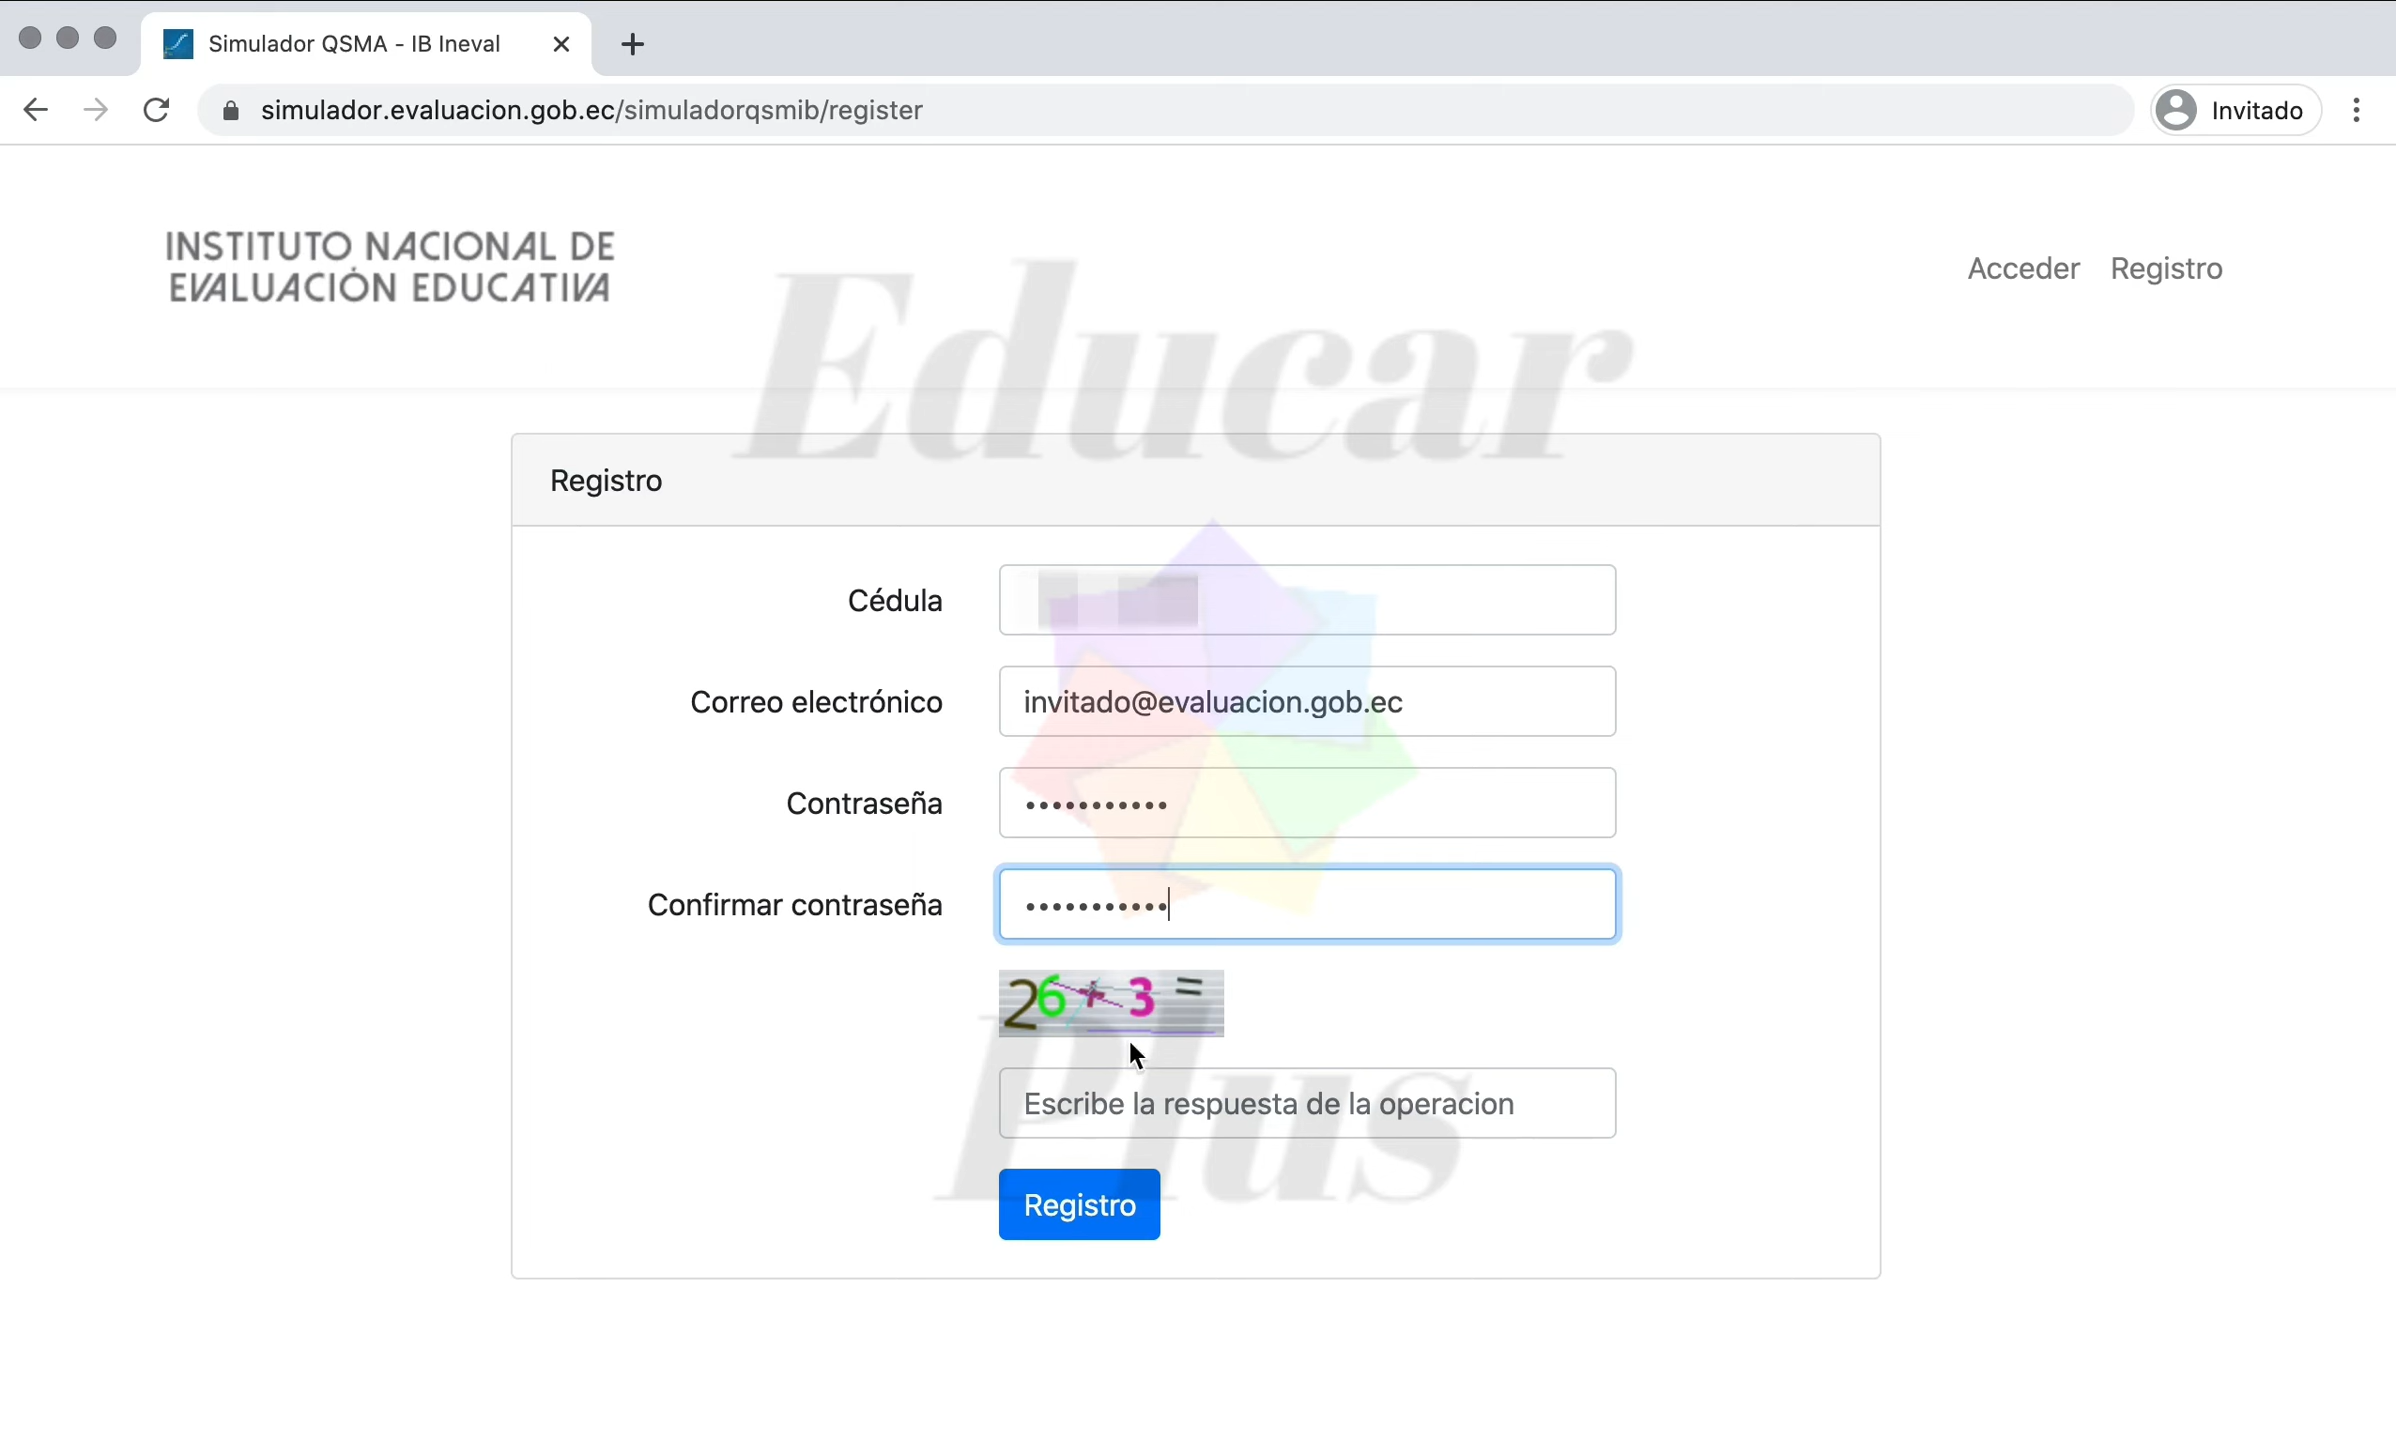 Simulador QSMA - IB Ineval
simulador.evaluacion.gob.ec/simuladorqsmib/register
Invitado
INSTITUTO NACIONAL DE
EVALUACIÓN EDUCATIVA
Acceder Registro
Educar
Registro
Cédula
Correo electrónico invitado@evaluacion.gob.ec
Contraseña •••••••••••
Confirmar contraseña •••••••••••
26 + 3 =
Plus
Escribe la respuesta de la operacion
Registro